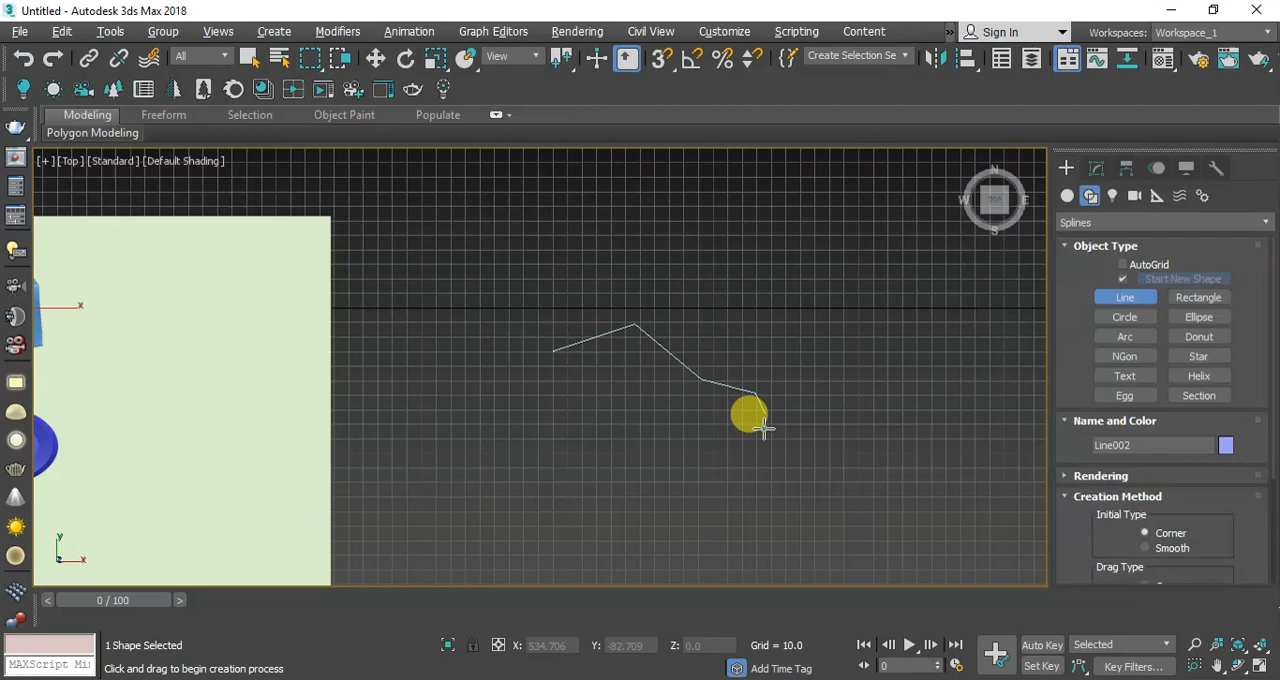 Untitled - Autodesk 3ds Max 2018
File Edit Tools Group Views Create Modifiers Animation Graph Editors Rendering Civil View Customize Scripting Content » Sign In Workspaces: Workspace_1
All View Create Selection Se
Modeling Freeform Selection Object Paint Populate
Polygon Modeling
[ + ] [Top ] [Standard ] [Default Shading ]
N
W TOP E
S
Splines
Object Type
AutoGrid
Start New Shape
Line Rectangle
Circle Ellipse
Arc Donut
NGon Star
Text Helix
Egg Section
Name and Color
Line002
Rendering
Creation Method
Initial Type
Corner
Smooth
Drag Type
x
y
x
< 0 / 100 >
1 Shape Selected X: 534.706 Y: -82.709 Z: 0.0 Grid = 10.0 Auto Key Selected
MAXScript Mi Click and drag to begin creation process Add Time Tag 0 Set Key Key Filters...